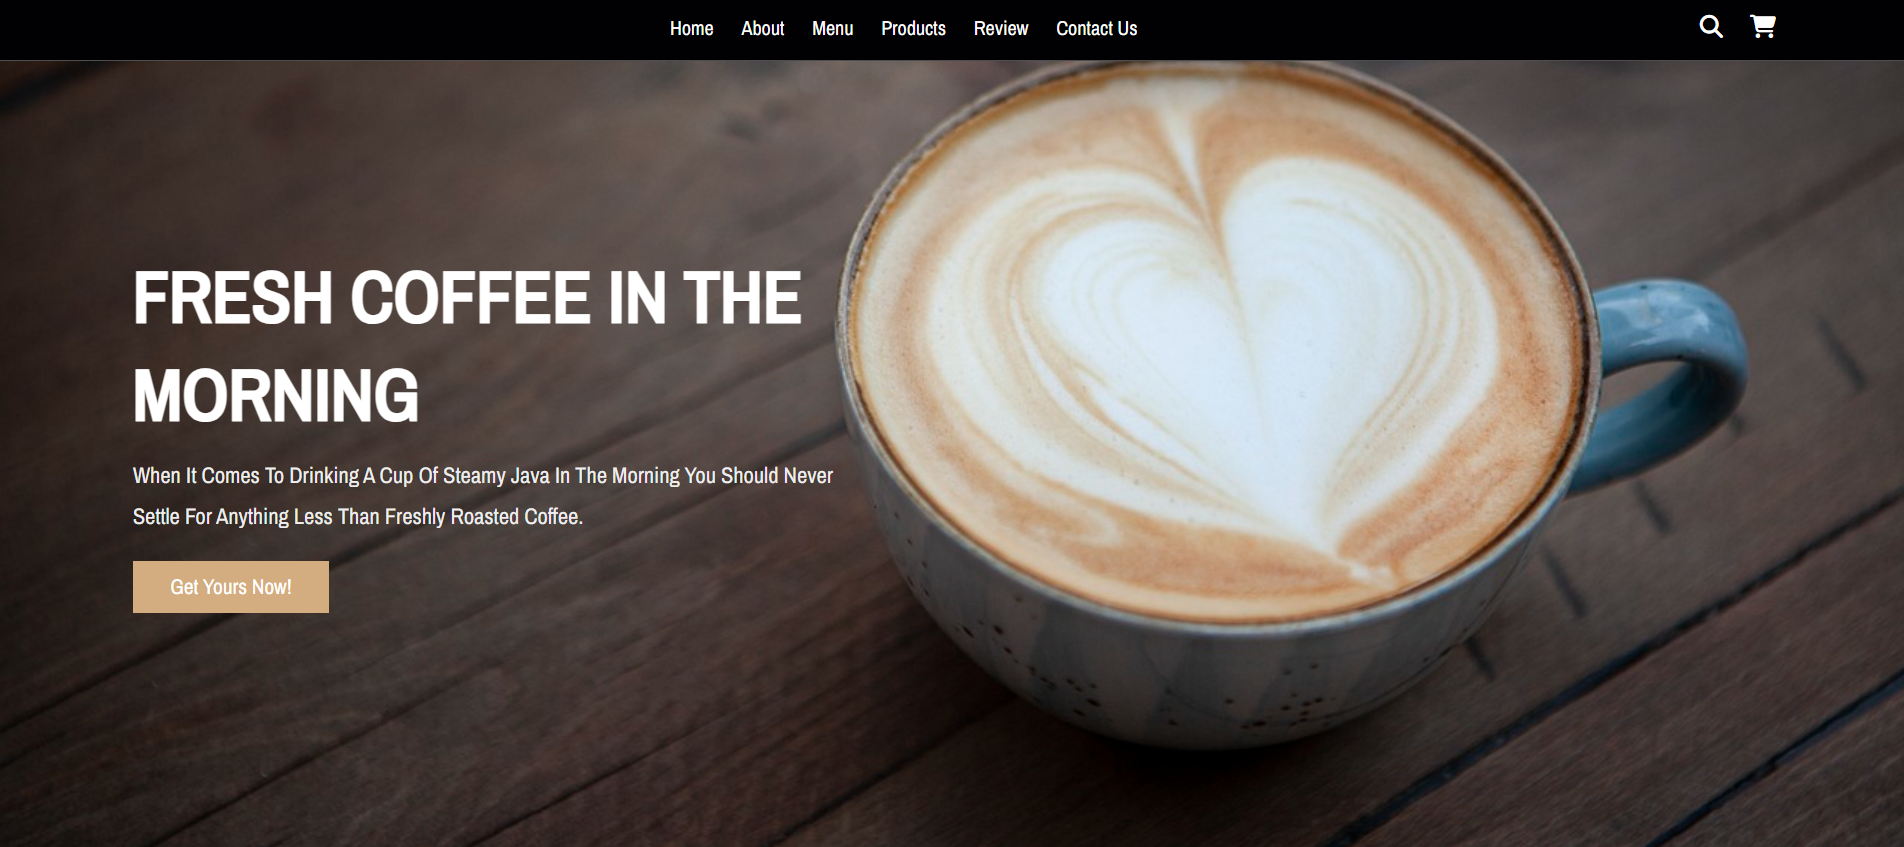 Home About Menu Products Review Contact Us
FRESH COFFEE IN THE
MORNING
When It Comes To Drinking A Cup Of Steamy Java In The Morning You Should Never
Settle For Anything Less Than Freshly Roasted Coffee.
Get Yours Now!